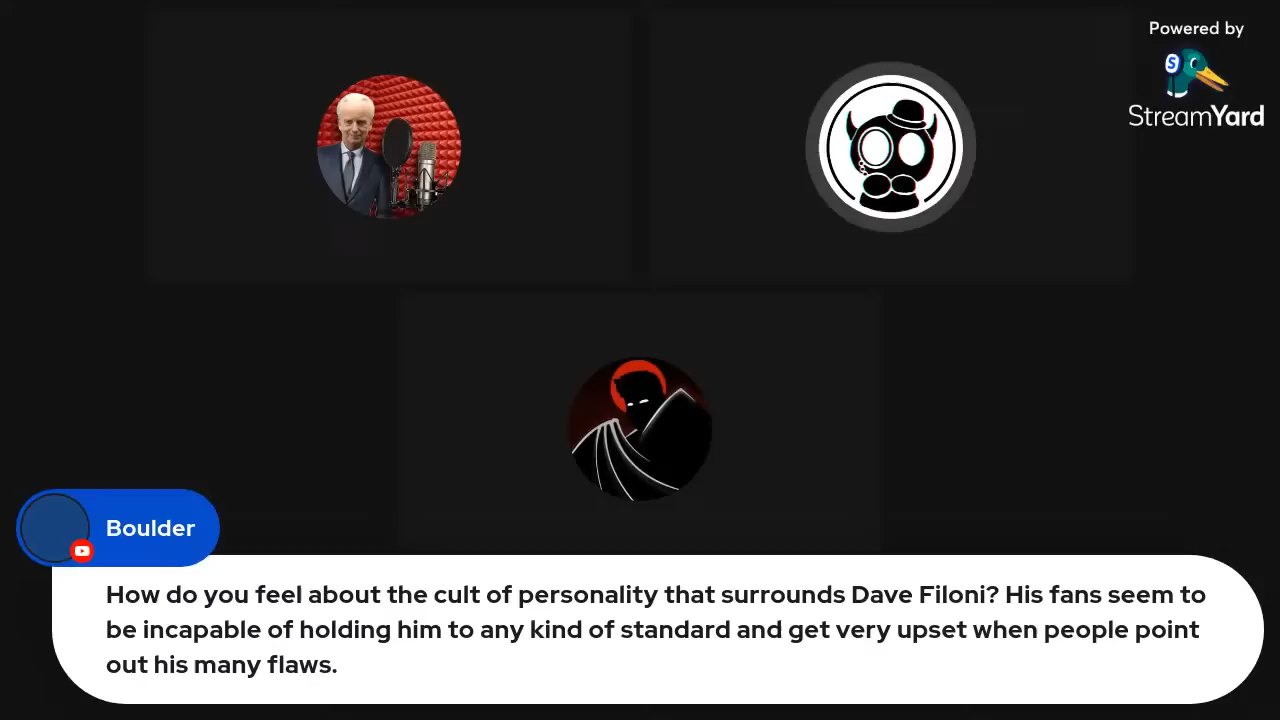 Powered by
S
StreamYard
Boulder
How do you feel about the cult of personality that surrounds Dave Filoni? His fans seem to
be incapable of holding him to any kind of standard and get very upset when people point
out his many flaws.